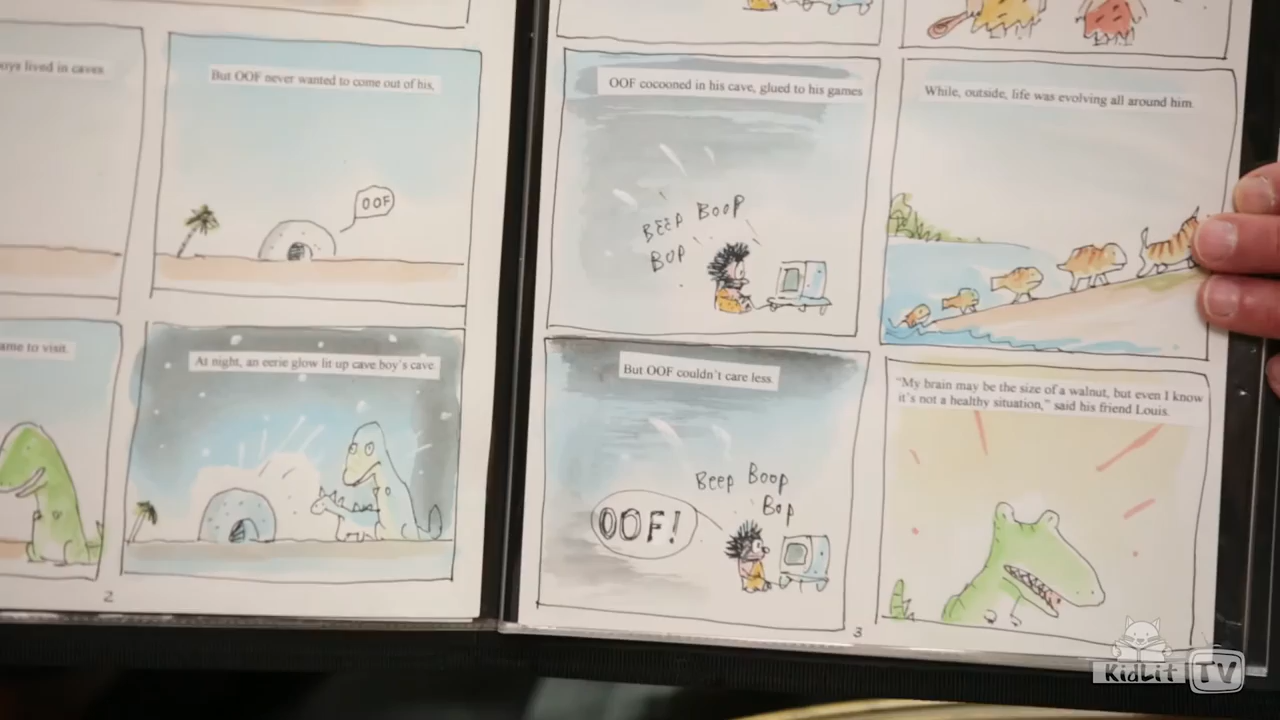 lived in caves.
But OOF never wanted to come out of his,
OOF
to visit.
At night, an eerie glow lit up cave boy's cave.
2
OOF cocooned in his cave, glued to his games
BEEP BOOP
BOP
While, outside, life was evolving all around him.
But OOF couldn't care less.
Beep Boop
Bop
OOF!
"My brain may be the size of a walnut, but even I know
it's not a healthy situation," said his friend Louis.
3
KidLit TV